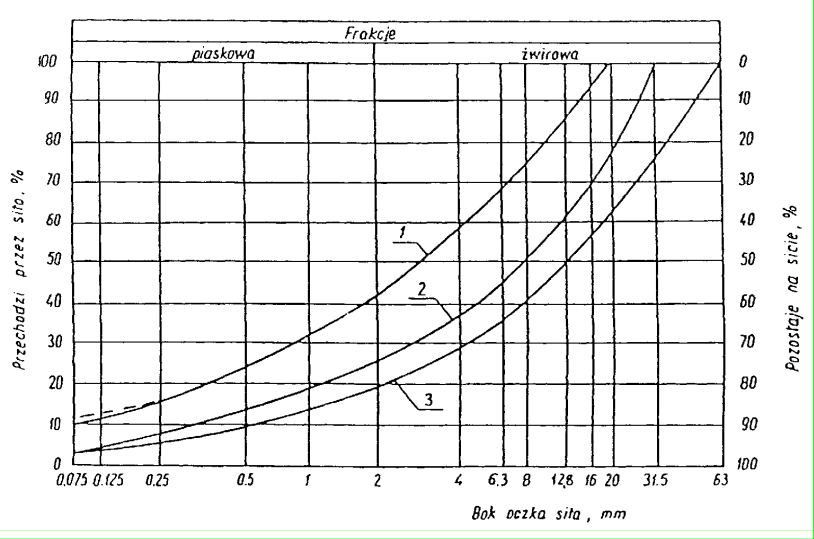 Frakcje
piaskowa żwirowa
100 0
90 10
80 20
70 30
60 40
50 50
40 60
30 70
20 80
10 90
0 100
1
2
3
0.075 0.125 0.25 0.5 1 2 4 6,3 8 12,8 16 20 31.5 63
Bok oczka sita, mm
Przechodzi przez sito, %
Pozostaje na sicie, %